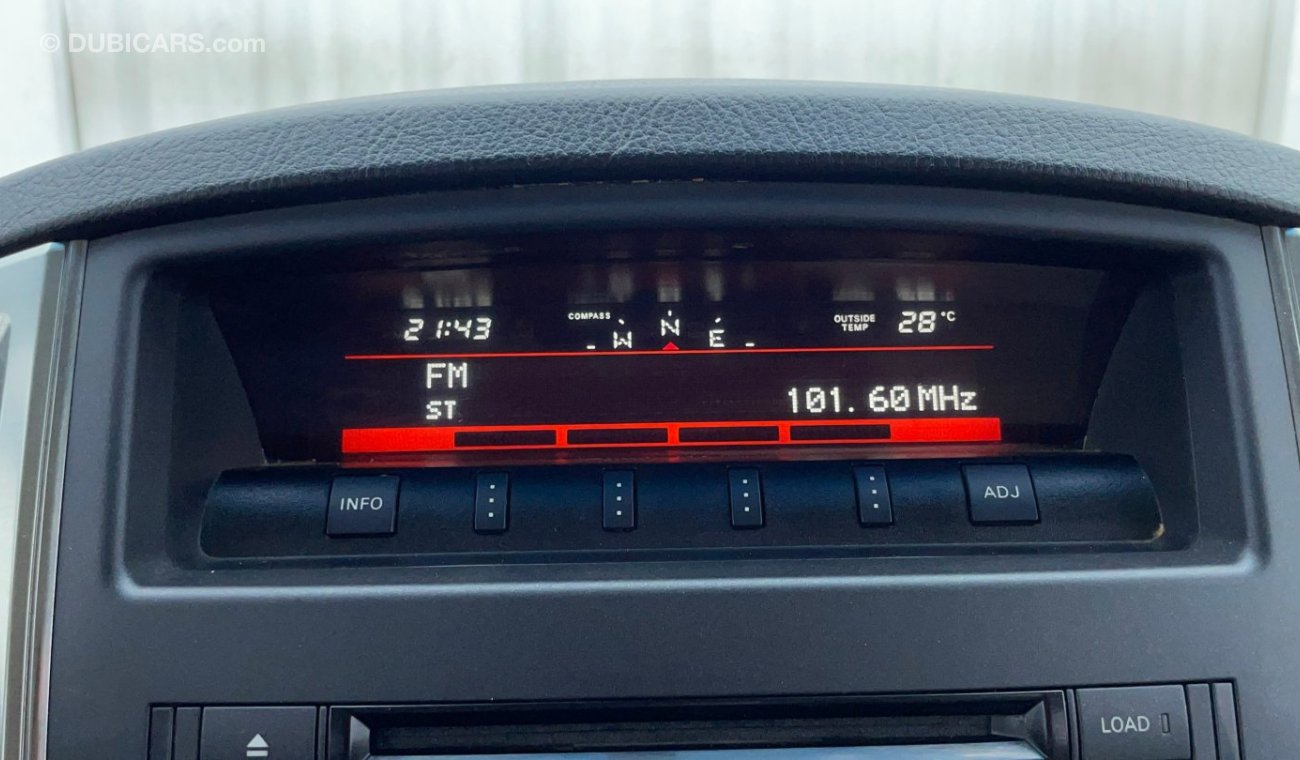 © DUBICARS.com
21:43 COMPASS W N E OUTSIDE TEMP 28 °C
FM
ST 101.60 MHz
INFO ADJ
LOAD